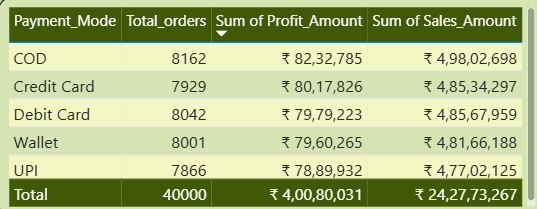 Payment_Mode Total_orders Sum of Profit_Amount Sum of Sales_Amount
COD 8162 ₹ 82,32,785 ₹ 4,98,02,698
Credit Card 7929 ₹ 80,17,826 ₹ 4,85,34,297
Debit Card 8042 ₹ 79,79,223 ₹ 4,85,67,959
Wallet 8001 ₹ 79,60,265 ₹ 4,81,66,188
UPI 7866 ₹ 78,89,932 ₹ 4,77,02,125
Total 40000 ₹ 4,00,80,031 ₹ 24,27,73,267